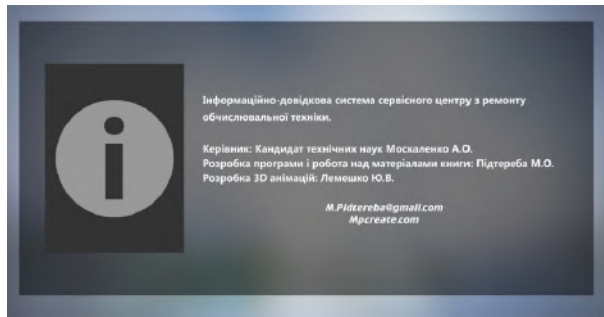 Інформаційно-довідкова система сервісного центру з ремонту
обчислювальної техніки.
Керівник: Кандидат технічних наук Москаленко А.О.
Розробка програми і робота над матеріалами книги: Підтереба М.О.
Розробка 3D анімацій: Лемешко Ю.В.
M.Pidtereba@gmail.com
Mpcreate.com